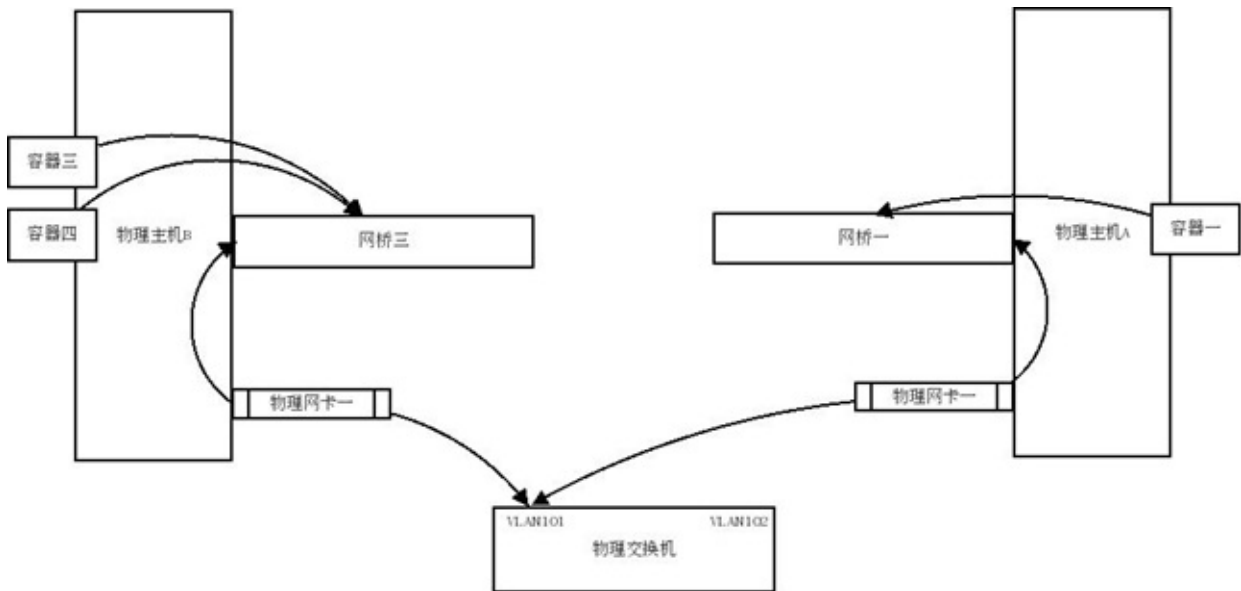 容器三
容器四
物理主机B
网桥三
网桥一
物理主机A
容器一
物理网卡一
物理网卡一
VLAN101
VLAN102
物理交换机